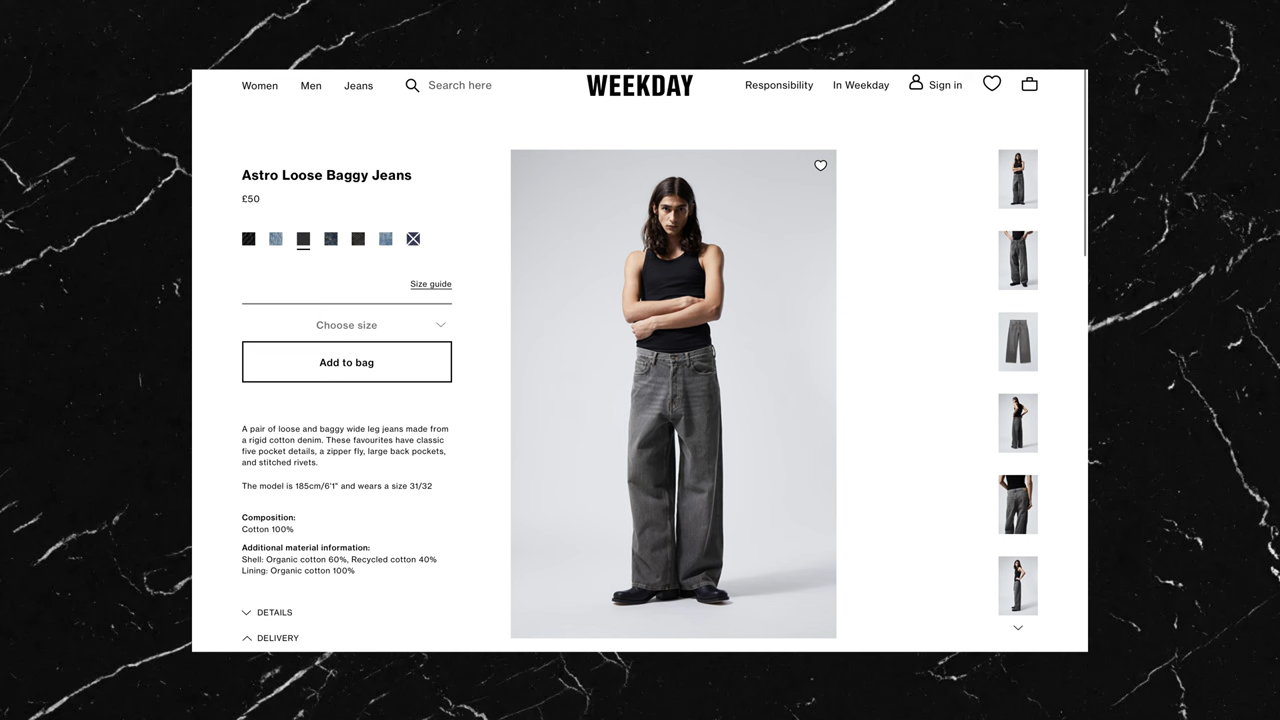 Women Men Jeans Search here WEEKDAY Responsibility In Weekday Sign in
Astro Loose Baggy Jeans
£50
Size guide
Choose size
Add to bag
A pair of loose and baggy wide leg jeans made from
a rigid cotton denim. These favourites have classic
five pocket details, a zipper fly, large back pockets,
and stitched rivets.
The model is 185cm/6'1" and wears a size 31/32
Composition:
Cotton 100%
Additional material information:
Shell: Organic cotton 60%, Recycled cotton 40%
Lining: Organic cotton 100%
DETAILS
DELIVERY